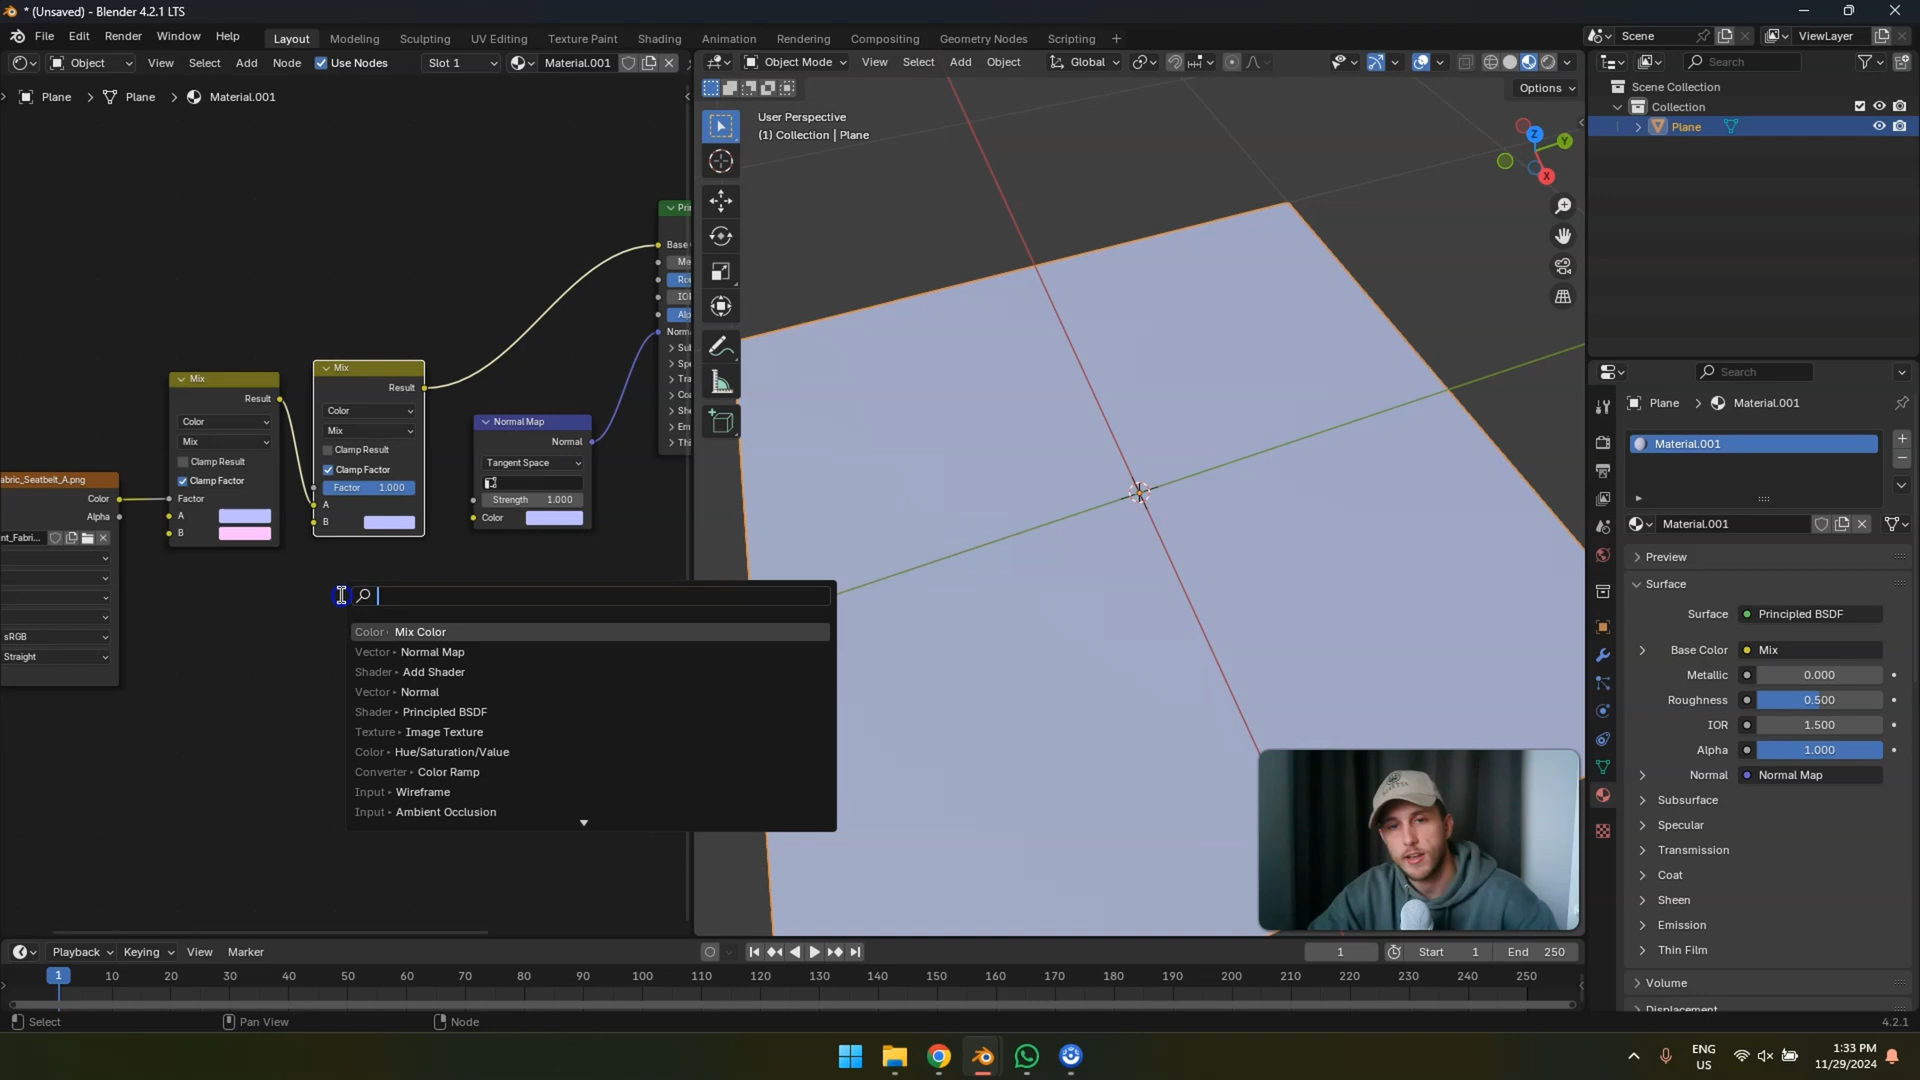 * (Unsaved) - Blender 4.2.1 LTS
File Edit Render Window Help
Layout Modeling Sculpting UV Editing Texture Paint Shading Animation Rendering Compositing Geometry Nodes Scripting +
Scene
ViewLayer
Object View Select Add Node Use Nodes Slot 1 Material.001
Object Mode View Select Add Object Global
Search
Plane > Plane > Material.001
Options
User Perspective
(1) Collection | Plane
Z
Y
X
Scene Collection
Collection
Plane
Base
Normal Map
Normal
Tangent Space
Strength 1.000
Color
Mix
Result
Color
Mix
Clamp Result
Clamp Factor
Factor
A
B
Mix
Result
Color
Mix
Clamp Result
Clamp Factor
Factor 1.000
A
B
abric_Seatbelt_A.png
Color
Alpha
nt_Fabri...
sRGB
Straight
Color Mix Color
Vector Normal Map
Shader Add Shader
Vector Normal
Shader Principled BSDF
Texture Image Texture
Color Hue/Saturation/Value
Converter Color Ramp
Input Wireframe
Input Ambient Occlusion
Search
Plane > Material.001
Material.001
Material.001
Preview
Surface
Surface Principled BSDF
Base Color Mix
Metallic 0.000
Roughness 0.500
IOR 1.500
Alpha 1.000
Normal Normal Map
Subsurface
Specular
Transmission
Coat
Sheen
Emission
Thin Film
Volume
Displacement
Playback Keying View Marker
1
Start 1
End 250
1 10 20 30 40 50 60 70 80 90 100 110 120 130 140 150 160 170 180 190 200 210 220 230 240 250
Select
Pan View
Node
4.2.1
ENG
US
1:33 PM
11/29/2024